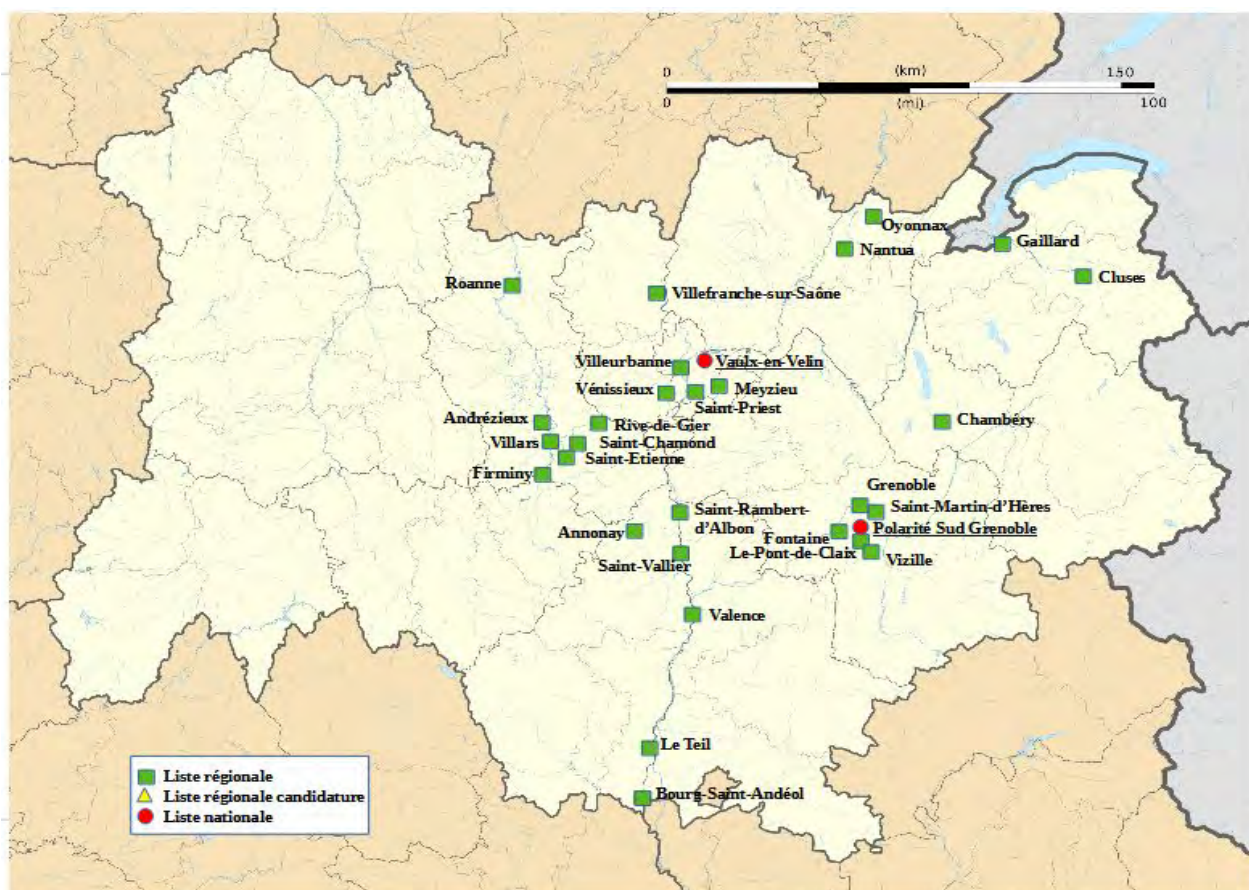 0 (km) 150
0 (mi) 100
Oyonnax
Gaillard
Nantua
Cluses
Roanne
Villefranche-sur-Saône
Villeurbanne
Vaulx-en-Velin
Vénissieux
Meyzieu
Saint-Priest
Andrézieux
Rive-de-Gier
Chambéry
Villars
Saint-Chamond
Saint-Etienne
Firminy
Grenoble
Saint-Rambert-
d'Albon
Saint-Martin-d'Hères
Annonay
Fontaine
Polarité Sud Grenoble
Le-Pont-de-Claix
Vizille
Saint-Vallier
Valence
Le Teil
Bourg-Saint-Andéol
Liste régionale
Liste régionale candidature
Liste nationale